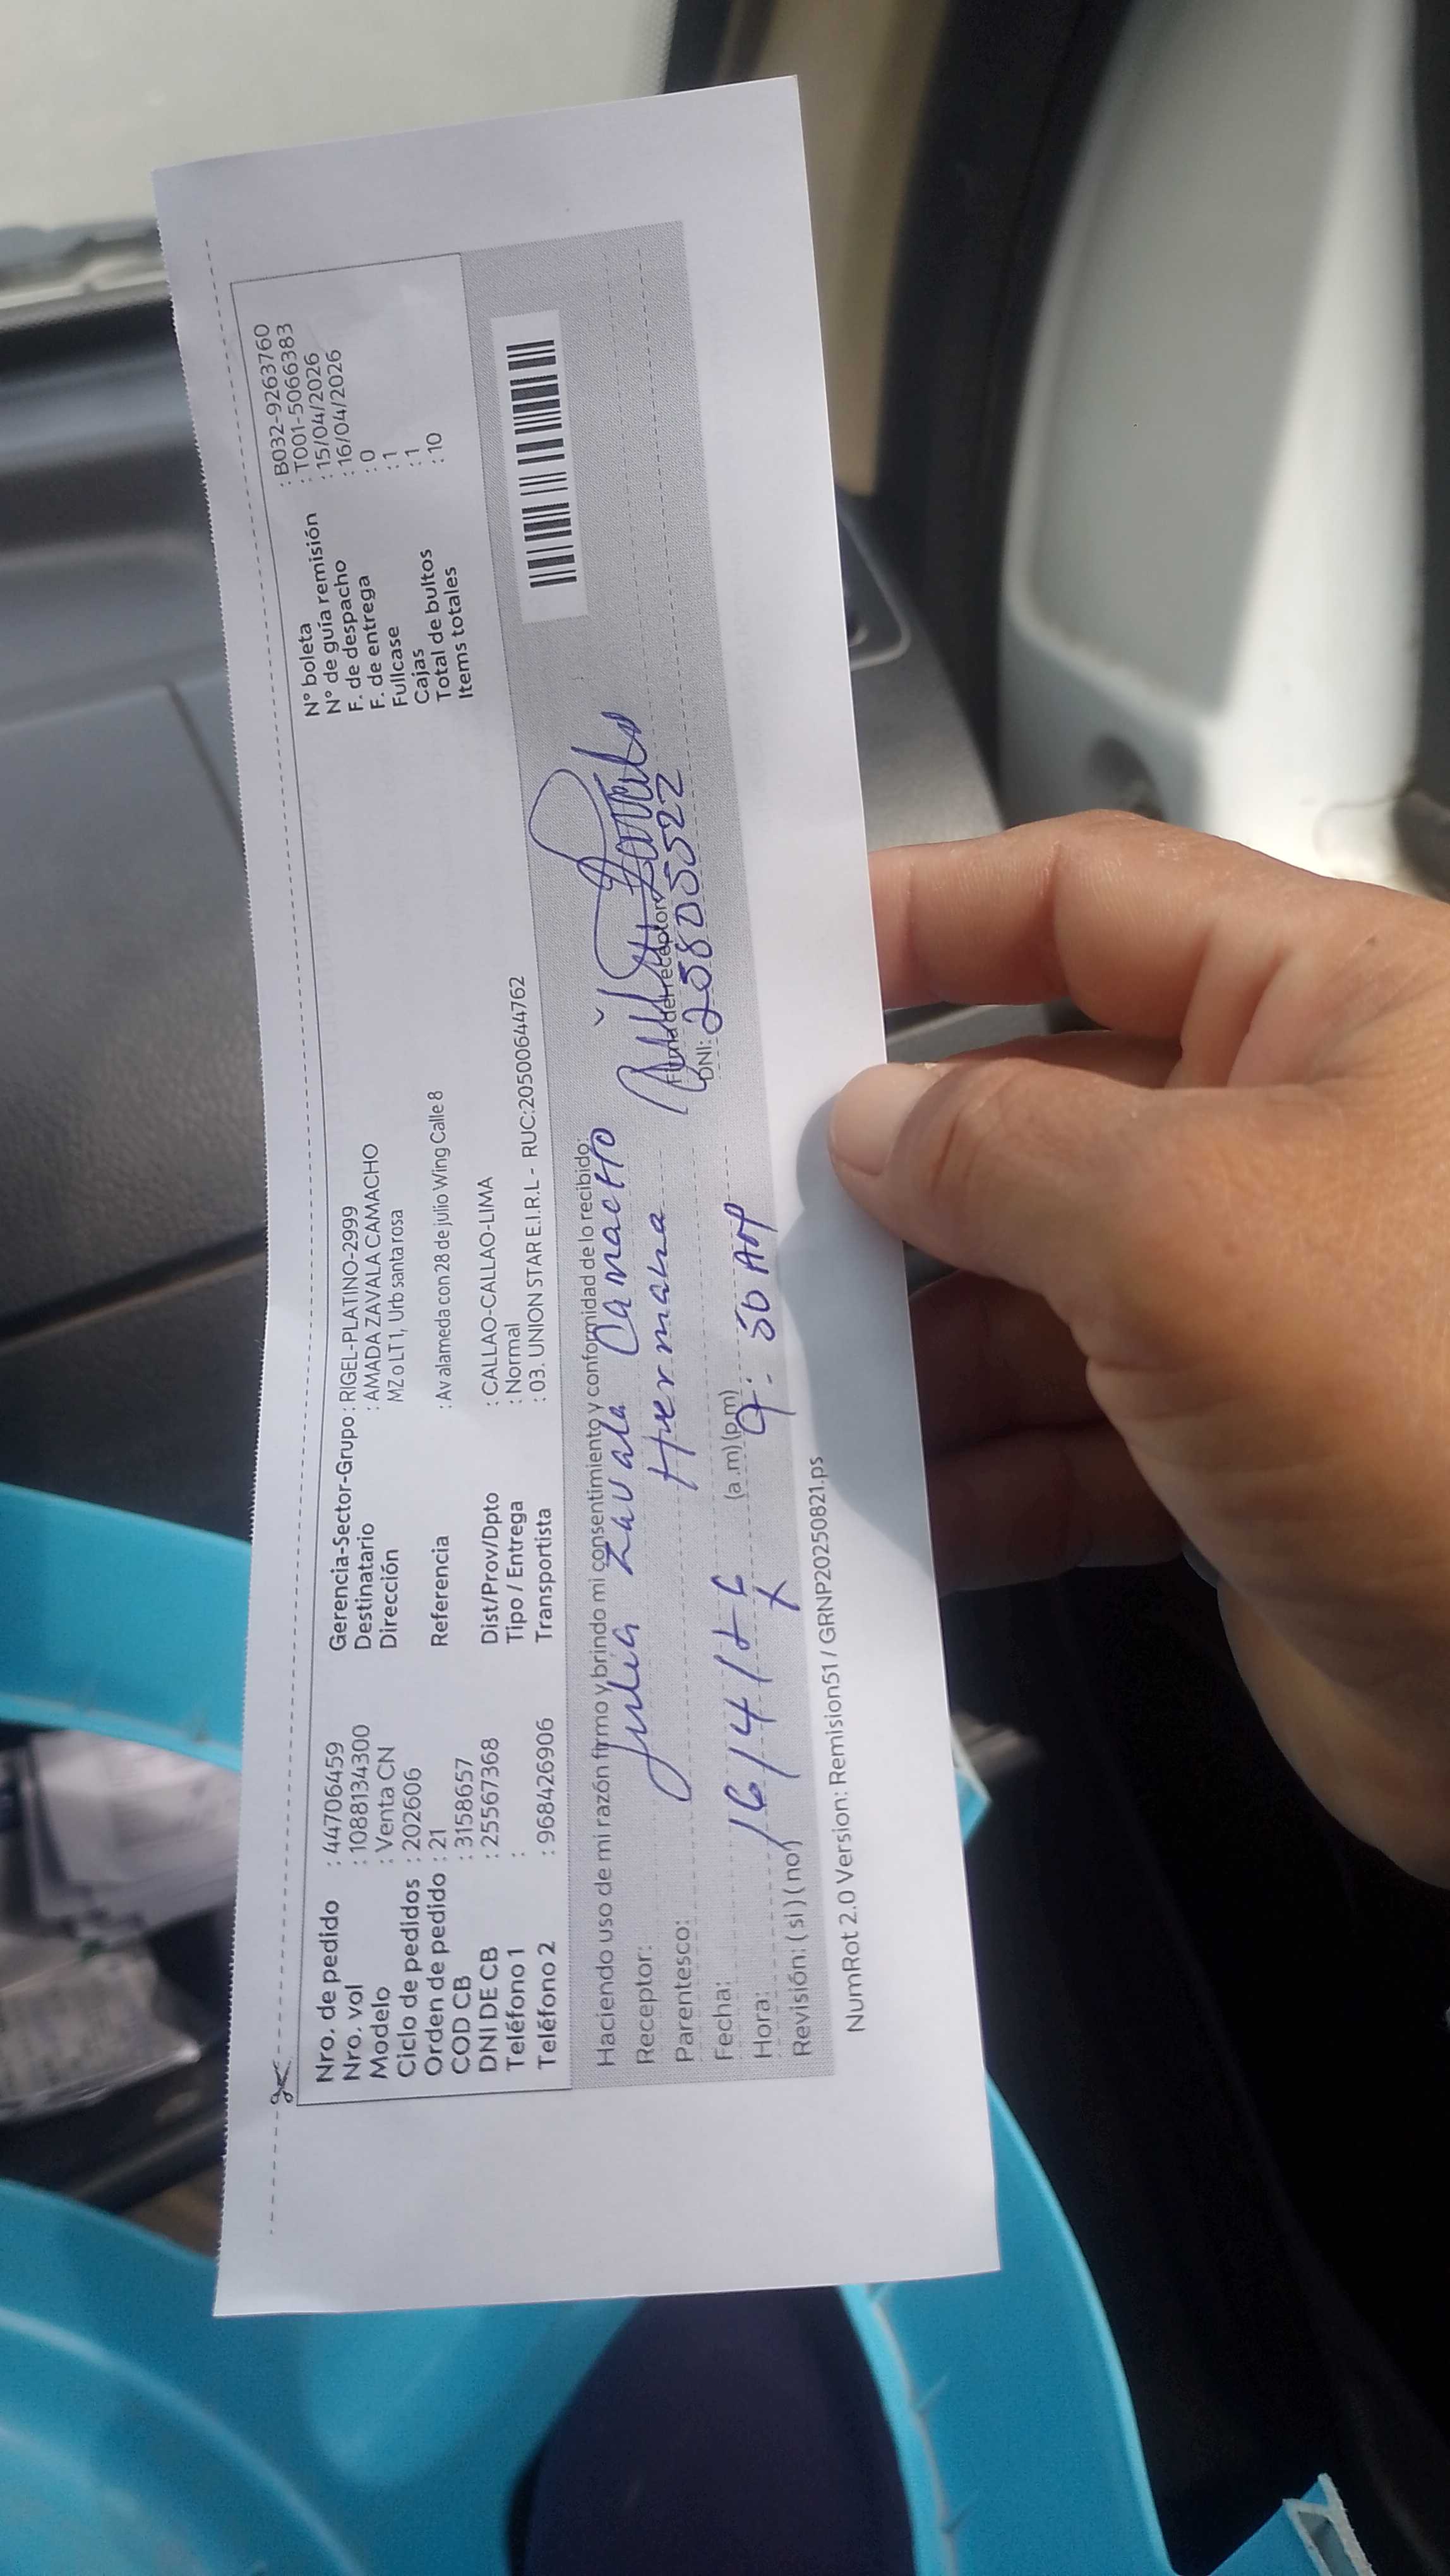 Nro. de pedido : 44706459
Nro. vol : 1088134300
Modelo : Venta CN
Ciclo de pedidos : 202606
Orden de pedido : 21
COD CB : 3158657
DNI DE CB : 25567368
Teléfono 1 :
Teléfono 2 : 968426906
Gerencia-Sector-Grupo : RIGEL-PLATINO-2999
Destinatario : AMADA ZAVALA CAMACHO
Dirección MZ o LT 1, Urb santa rosa
Referencia : Av alameda con 28 de julio Wing Calle 8
Dist/Prov/Dpto : CALLAO-CALLAO-LIMA
Tipo / Entrega : Normal
Transportista : 03. UNION STAR E.I.R.L - RUC:20500644762
N° boleta : B032-9263760
N° de guía remisión : T001-5066383
F. de despacho : 15/04/2026
F. de entrega : 16/04/2026
Fullcase : 0
Cajas : 1
Total de bultos : 1
Items totales : 10
Haciendo uso de mi razón firmo y brindo mi consentimiento y conformidad de lo recibido:
Receptor: Julia Zavala Camacho
Parentesco: Hermana
Firma del receptor
Fecha: 16/4/26
DNI: 25805522
Hora: (a.m) (p.m) 9:50 AM
Revisión: ( si ) ( no ) X
NumRot 2.0 Version: Remision51 / GRNP20250821.ps